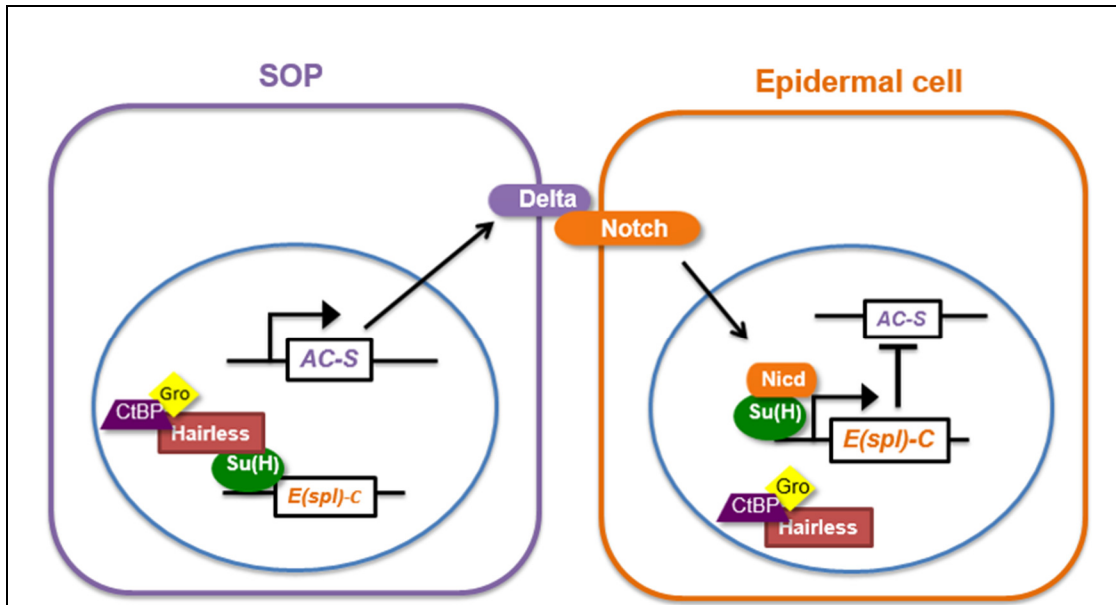 SOP
Epidermal cell
Delta
Notch
AC-S
Gro
CtBP
Hairless
Su(H)
E(spl)-C
AC-S
Nicd
Su(H)
E(spl)-C
Gro
CtBP
Hairless